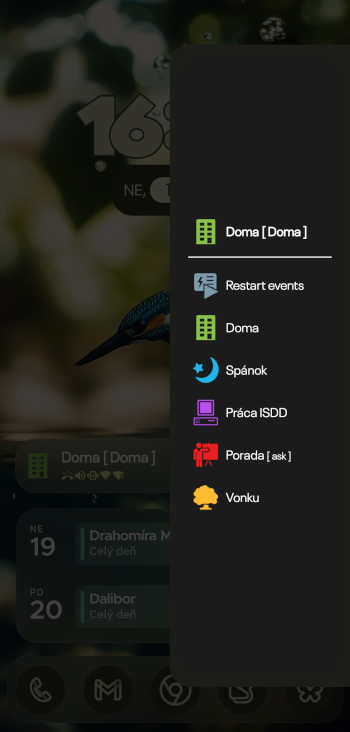 16:
NE,
Doma [ Doma ]
Restart events
Doma
Spánok
Práca ISDD
Porada [ ask ]
Vonku
Doma [ Doma ]
NE
19
Drahomíra M
Celý deň
PO
20
Dalibor
Celý deň